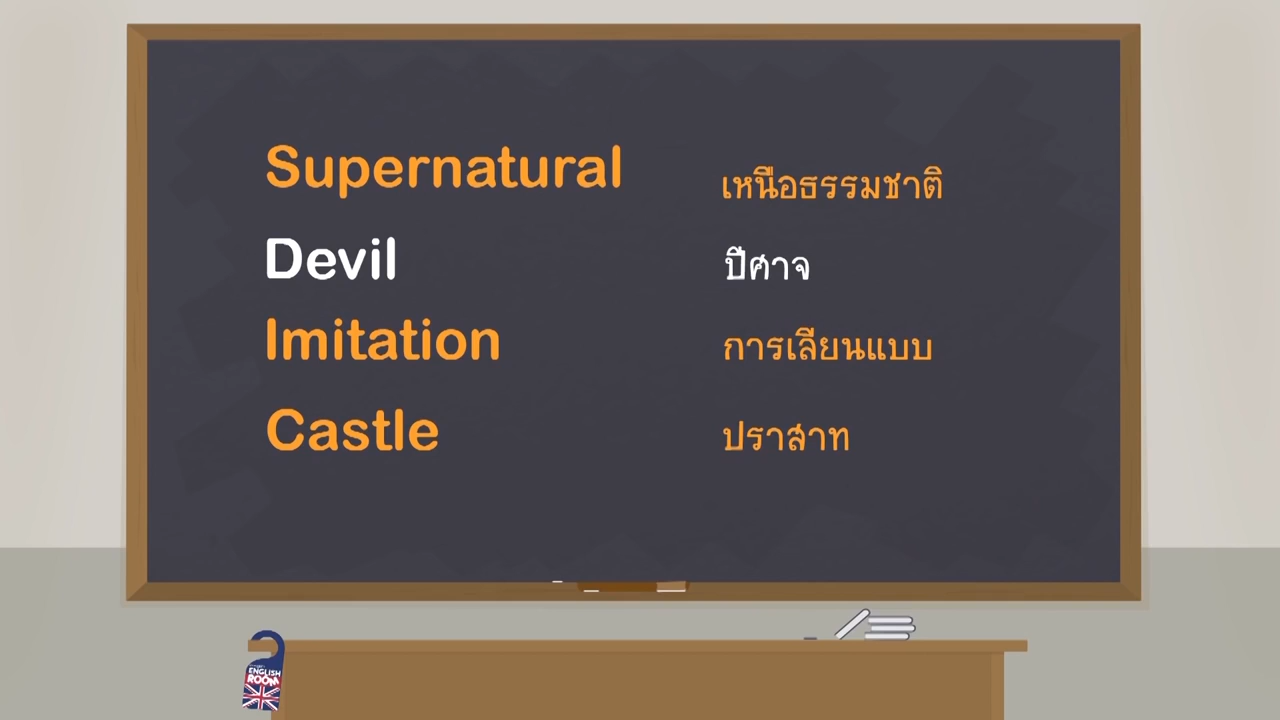 Supernatural เหนือธรรมชาติ
Devil ปีศาจ
Imitation การเลียนแบบ
Castle ปราสาท
ENGLISH
ROOM